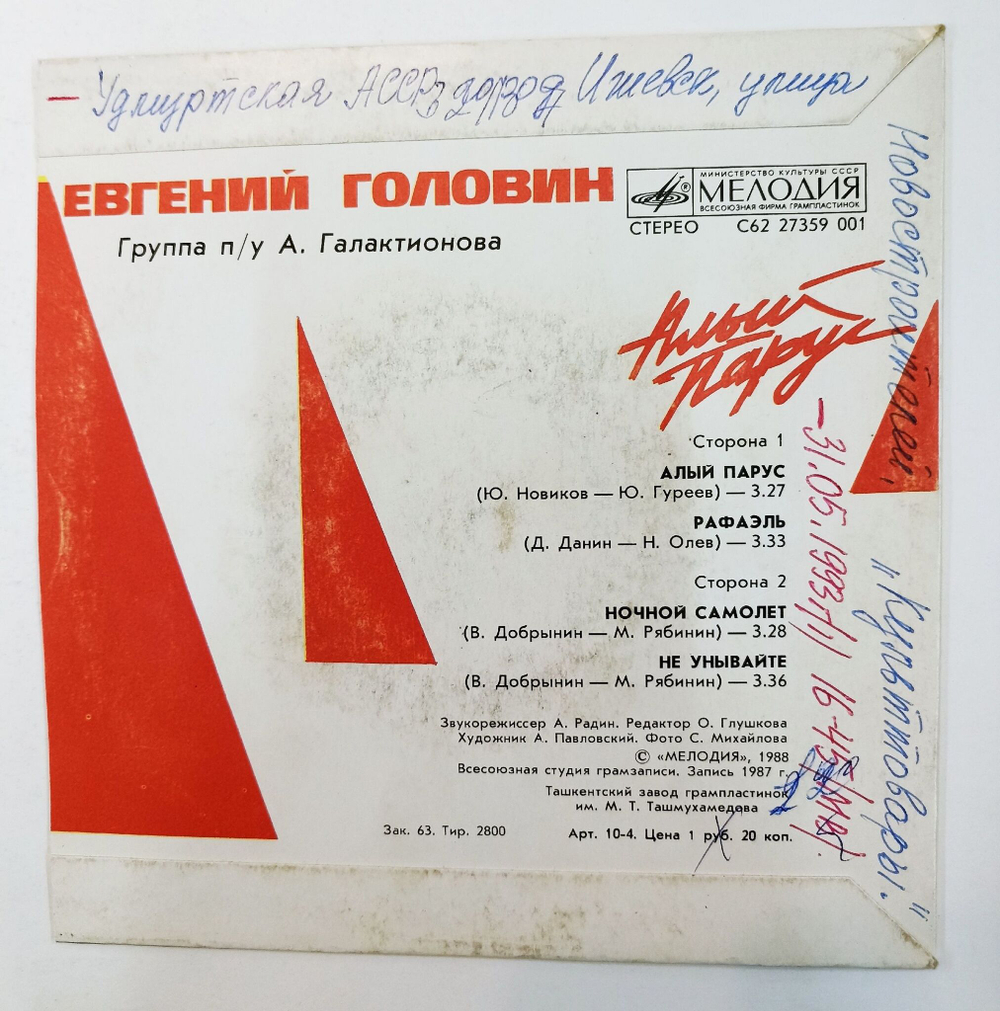 — Удмуртская АССР, город Ижевск, улица
Новостроителей,
"Культтовары."
ЕВГЕНИЙ ГОЛОВИН
Группа п/у А. Галактионова
МИНИСТЕРСТВО КУЛЬТУРЫ СССР
®
МЕЛОДИЯ
ВСЕСОЮЗНАЯ ФИРМА ГРАМПЛАСТИНОК
СТЕРЕО С62 27359 001
Алый
Парус
Сторона 1
АЛЫЙ ПАРУС
(Ю. Новиков — Ю. Гуреев) — 3.27
РАФАЭЛЬ
(Д. Данин — Н. Олев) — 3.33
Сторона 2
НОЧНОЙ САМОЛЕТ
(В. Добрынин — М. Рябинин) — 3.28
НЕ УНЫВАЙТЕ
(В. Добрынин — М. Рябинин) — 3.36
Звукорежиссер А. Радин. Редактор О. Глушкова
Художник А. Павловский. Фото С. Михайлова
© «МЕЛОДИЯ», 1988
Всесоюзная студия грамзаписи. Запись 1987 г.
Ташкентский завод грампластинок
им. М. Т. Ташмухамедова
Зак. 63. Тир. 2800 Арт. 10-4. Цена 1 руб. 20 коп.
— 31.05.1993